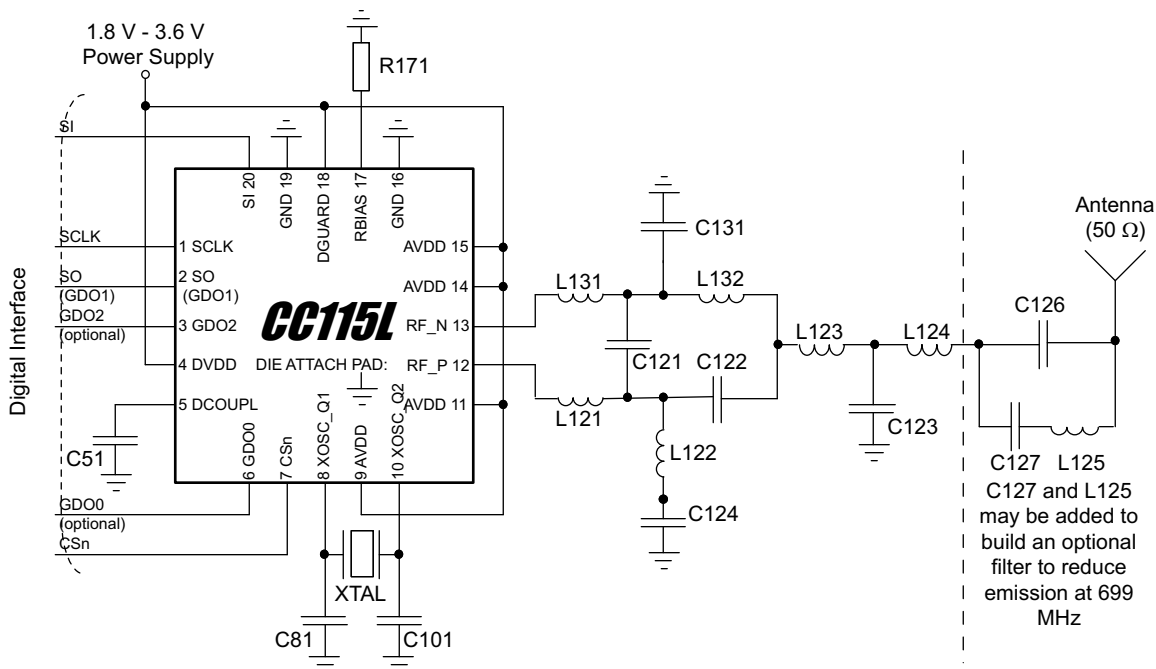 1.8 V - 3.6 V
Power Supply
R171
SI
SI 20
GND 19
DGUARD 18
RBIAS 17
GND 16
C131
Antenna
(50 Ω)
SCLK
1 SCLK
AVDD 15
Digital Interface
SO
(GDO1)
2 SO
(GDO1)
AVDD 14
L131
L132
C126
GDO2
(optional)
3 GDO2
CC115L
RF_N 13
L123
L124
C121
C122
4 DVDD
DIE ATTACH PAD:
RF_P 12
5 DCOUPL
AVDD 11
L121
C123
C51
6 GDO0
7 CSn
8 XOSC_Q1
9 AVDD
10 XOSC_Q2
L122
C127
L125
GDO0
(optional)
C124
CSn
XTAL
C81
C101
C127 and L125
may be added to
build an optional
filter to reduce
emission at 699
MHz